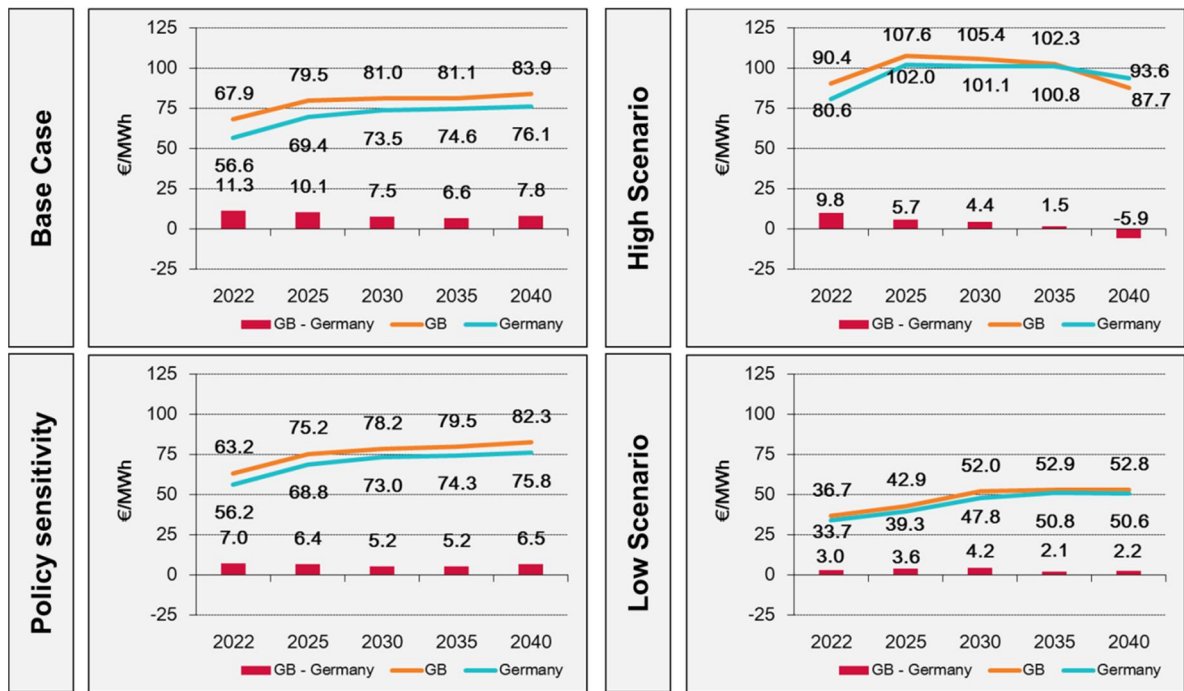 Base Case
€/MWh
125
100
75
50
25
0
-25
67.9 79.5 81.0 81.1 83.9
56.6 69.4 73.5 74.6 76.1
11.3 10.1 7.5 6.6 7.8
2022 2025 2030 2035 2040
GB - Germany GB Germany
High Scenario
€/MWh
125
100
75
50
25
0
-25
90.4 107.6 105.4 102.3 93.6
80.6 102.0 101.1 100.8 87.7
9.8 5.7 4.4 1.5 -5.9
2022 2025 2030 2035 2040
GB - Germany GB Germany
Policy sensitivity
€/MWh
125
100
75
50
25
0
-25
63.2 75.2 78.2 79.5 82.3
56.2 68.8 73.0 74.3 75.8
7.0 6.4 5.2 5.2 6.5
2022 2025 2030 2035 2040
GB - Germany GB Germany
Low Scenario
€/MWh
125
100
75
50
25
0
-25
36.7 42.9 52.0 52.9 52.8
33.7 39.3 47.8 50.8 50.6
3.0 3.6 4.2 2.1 2.2
2022 2025 2030 2035 2040
GB - Germany GB Germany